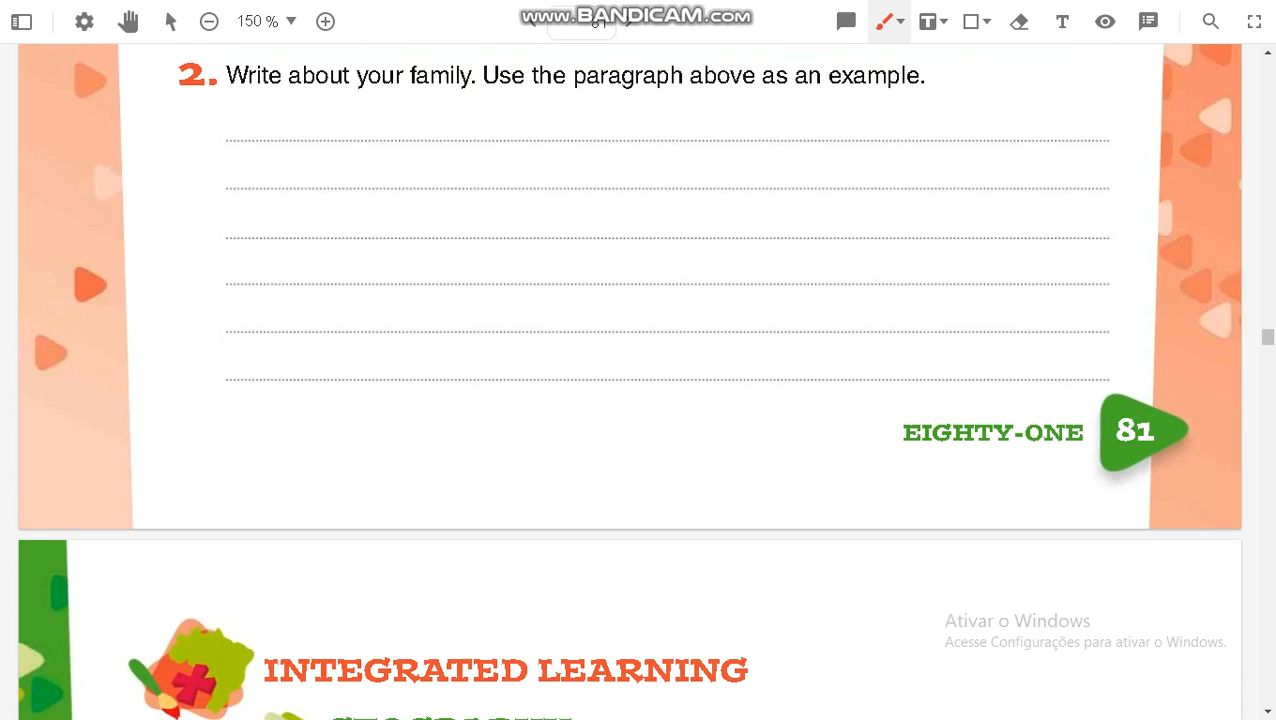 150 %
www.BANDICAM.com
81
2. Write about your family. Use the paragraph above as an example.
EIGHTY-ONE 81
Ativar o Windows
Acesse Configurações para ativar o Windows.
INTEGRATED LEARNING